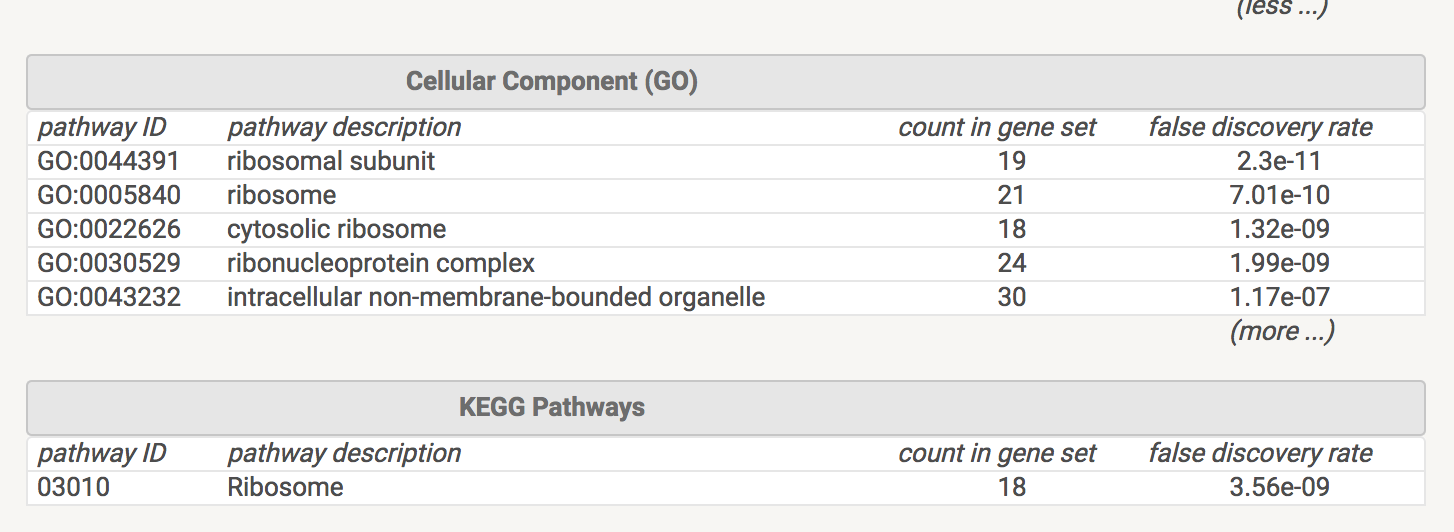 (less ...)
Cellular Component (GO)
pathway ID pathway description count in gene set false discovery rate
GO:0044391 ribosomal subunit 19 2.3e-11
GO:0005840 ribosome 21 7.01e-10
GO:0022626 cytosolic ribosome 18 1.32e-09
GO:0030529 ribonucleoprotein complex 24 1.99e-09
GO:0043232 intracellular non-membrane-bounded organelle 30 1.17e-07
(more ...)
KEGG Pathways
pathway ID pathway description count in gene set false discovery rate
03010 Ribosome 18 3.56e-09